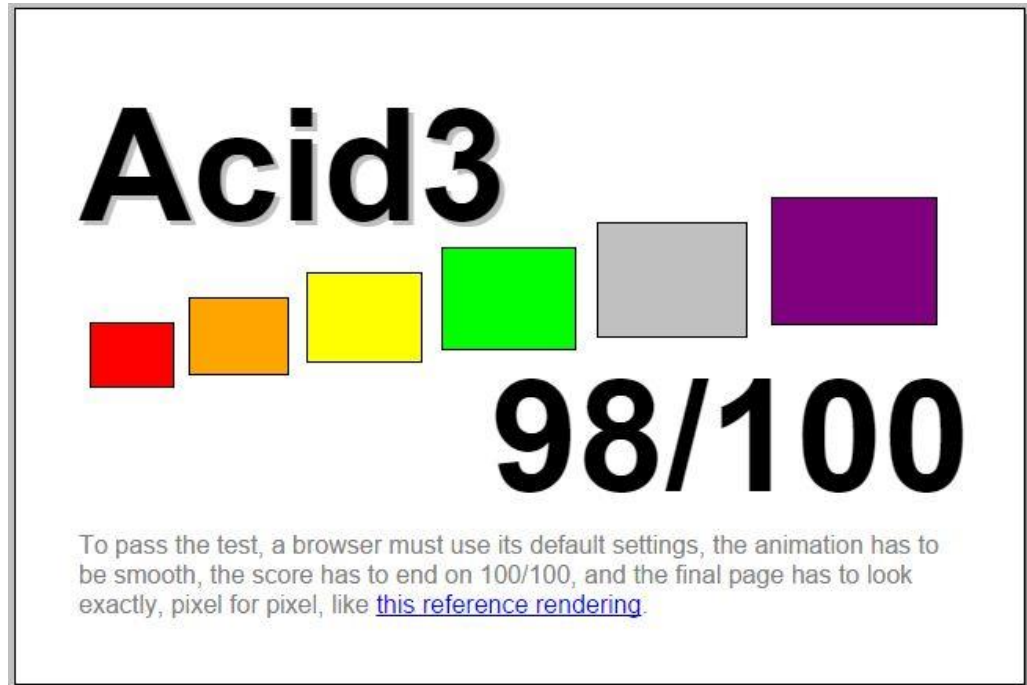 Acid3
98/100
To pass the test, a browser must use its default settings, the animation has to
be smooth, the score has to end on 100/100, and the final page has to look
exactly, pixel for pixel, like this reference rendering.